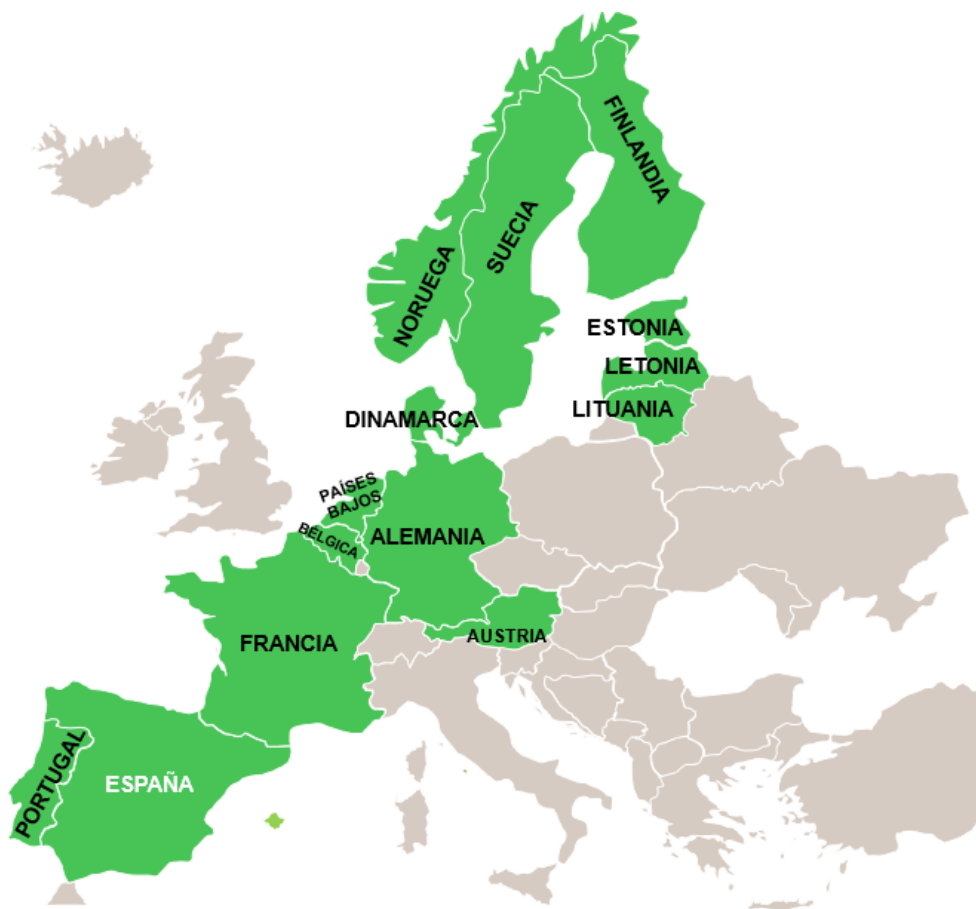 FINLANDIA
SUECIA
NORUEGA
ESTONIA
LETONIA
LITUANIA
DINAMARCA
PAÍSES
BAJOS
BÉLGICA
ALEMANIA
AUSTRIA
FRANCIA
PORTUGAL
ESPAÑA